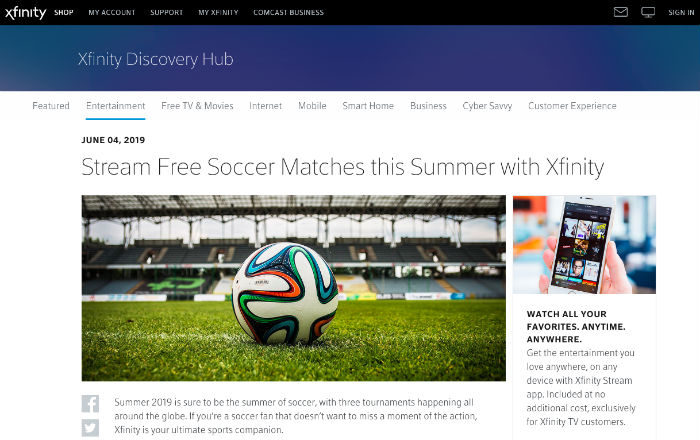 xfinity SHOP MY ACCOUNT SUPPORT MY XFINITY COMCAST BUSINESS SIGN IN
Xfinity Discovery Hub
Featured Entertainment Free TV & Movies Internet Mobile Smart Home Business Cyber Savvy Customer Experience
JUNE 04, 2019
Stream Free Soccer Matches this Summer with Xfinity
WATCH ALL YOUR
FAVORITES. ANYTIME.
ANYWHERE.
Get the entertainment you
love anywhere, on any
device with Xfinity Stream
app. Included at no
additional cost, exclusively
for Xfinity TV customers.
Summer 2019 is sure to be the summer of soccer, with three tournaments happening all
around the globe. If you're a soccer fan that doesn't want to miss a moment of the action,
Xfinity is your ultimate sports companion.